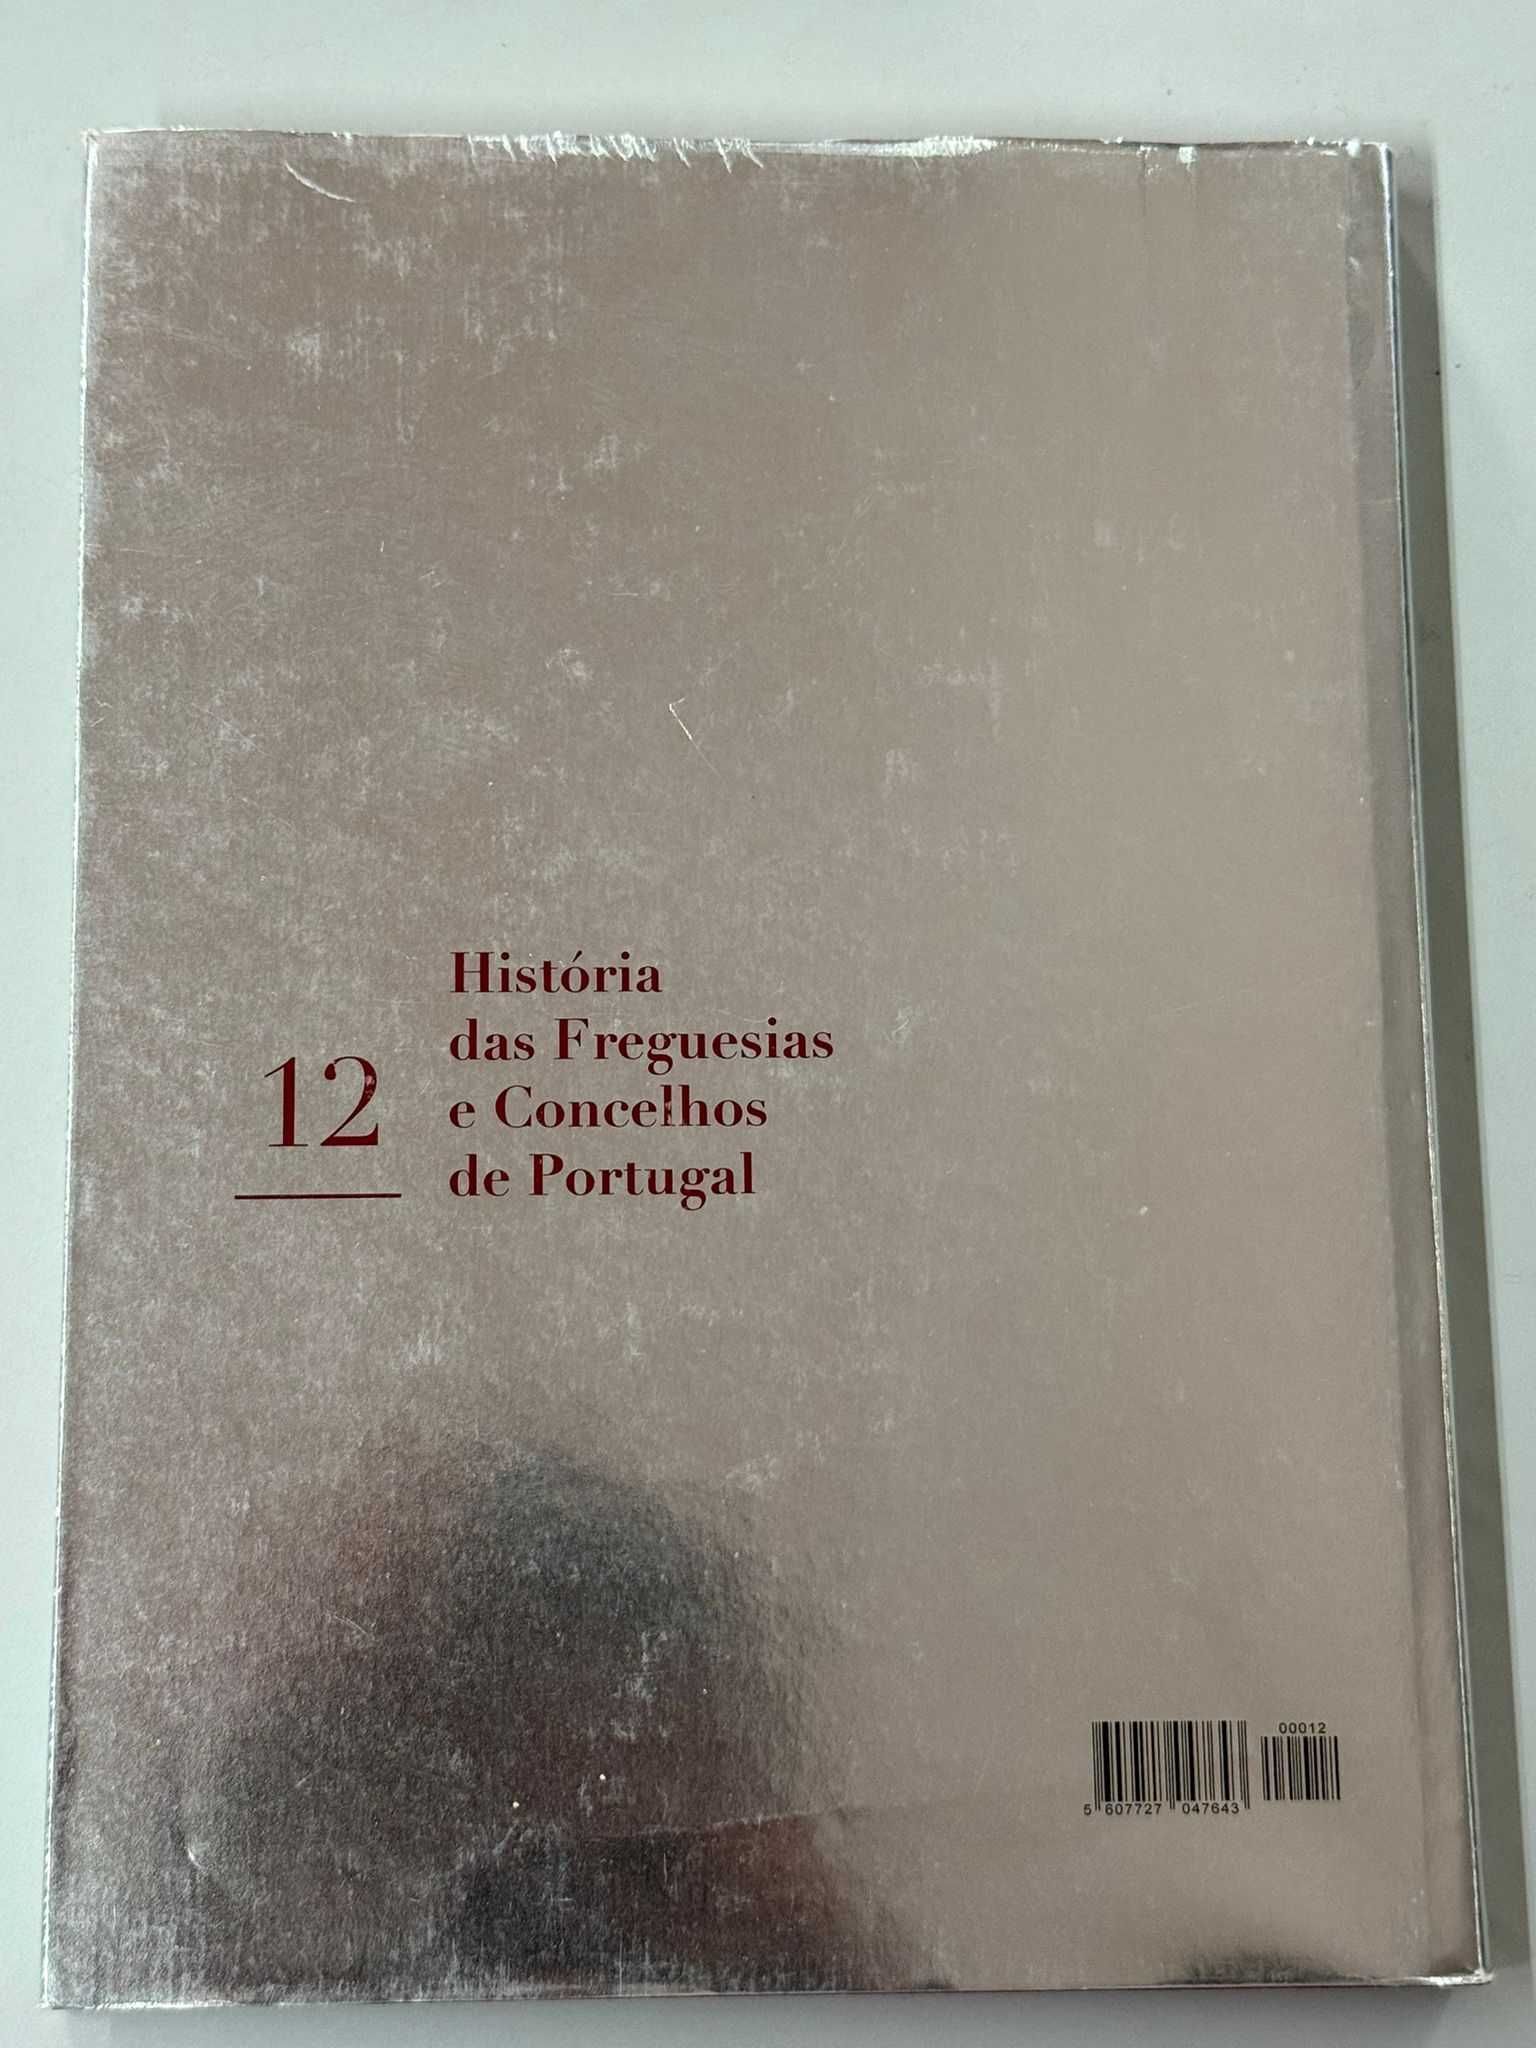 12
História
das Freguesias
e Concelhos
de Portugal
00012
5 607727 047643